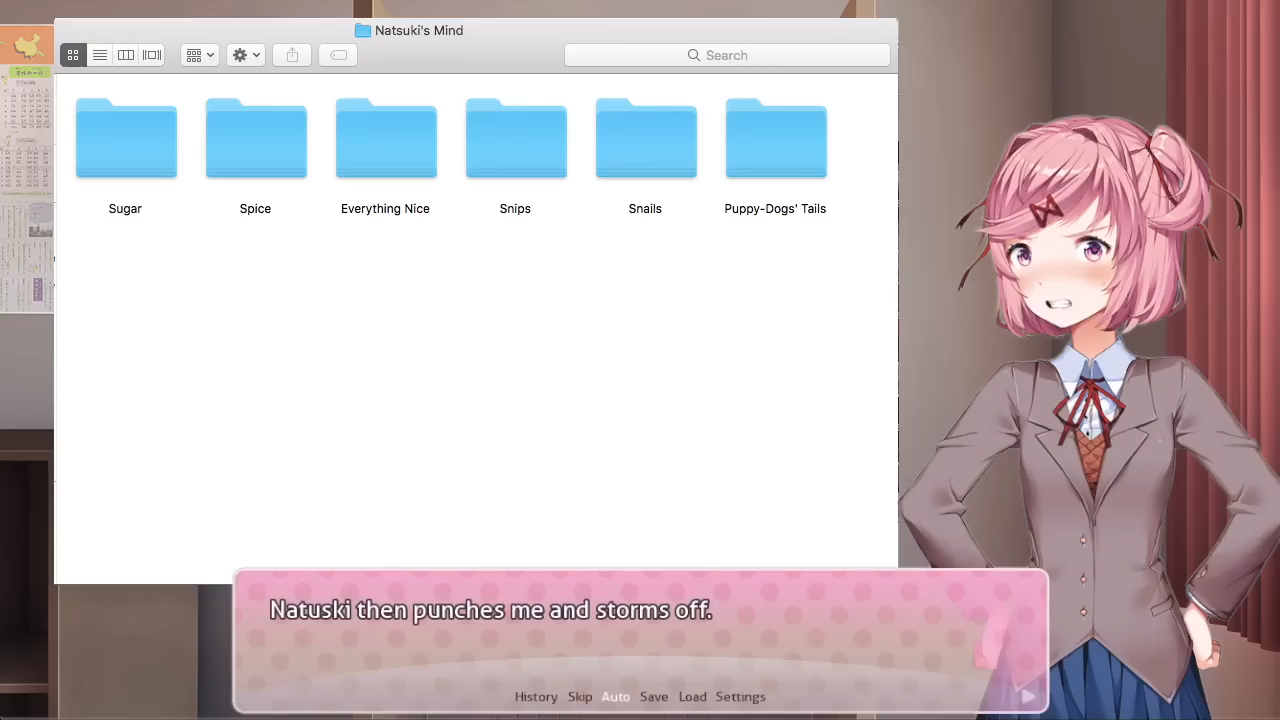 Natsuki's Mind
Search
Sugar
Spice
Everything Nice
Snips
Snails
Puppy-Dogs' Tails
Natuski then punches me and storms off.
History Skip Auto Save Load Settings